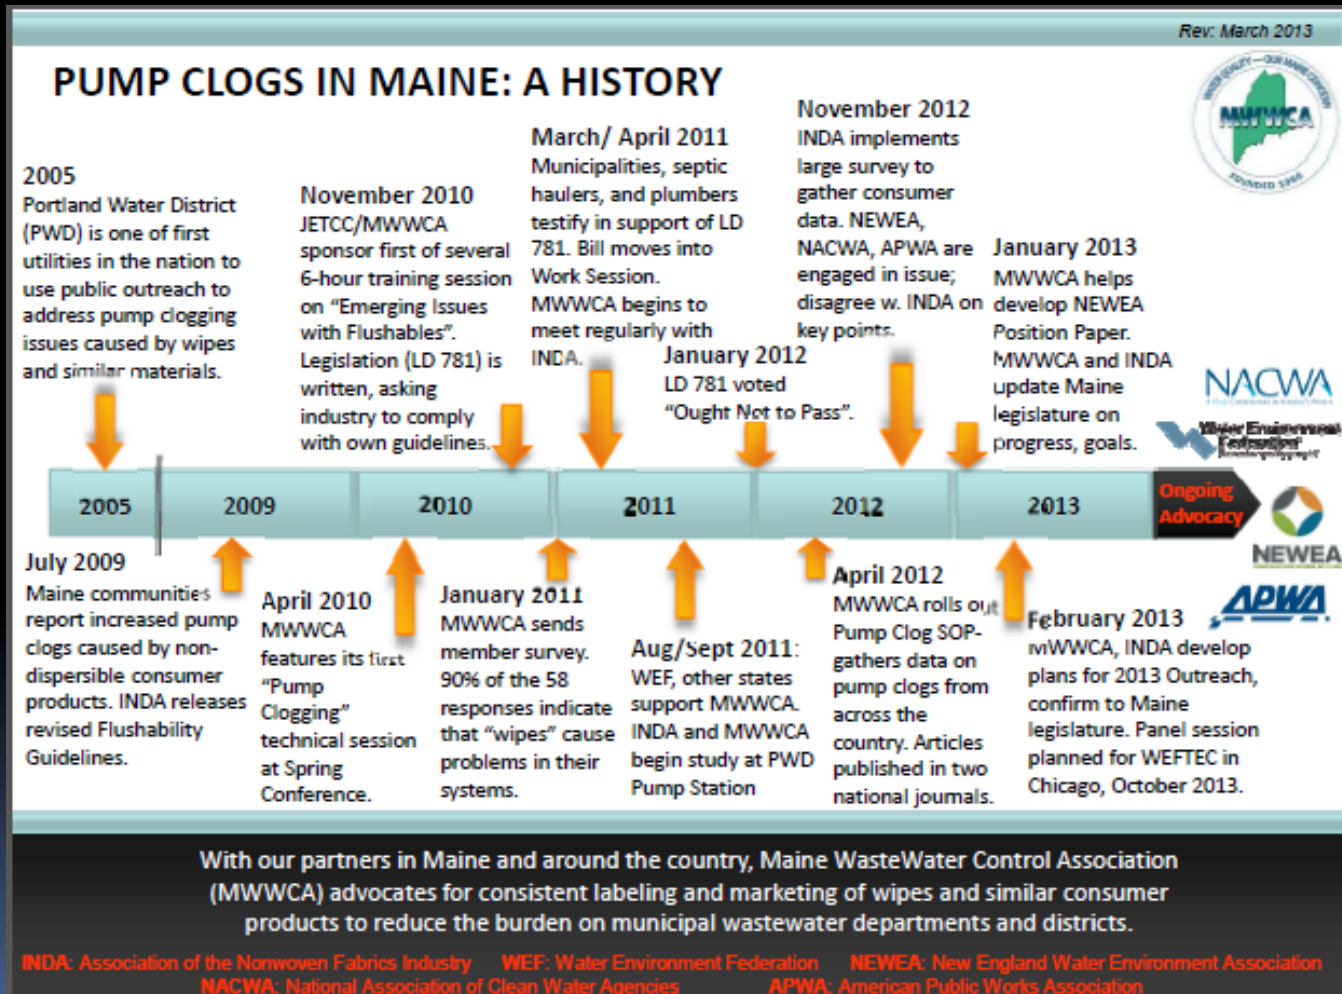 Rev: March 2013
PUMP CLOGS IN MAINE: A HISTORY
WATER QUALITY — OUR MAINE CONCERN
MWWCA
FOUNDED
2005
Portland Water District
(PWD) is one of first
utilities in the nation to
use public outreach to
address pump clogging
issues caused by wipes
and similar materials.
November 2010
JETCC/MWWCA
sponsor first of several
6-hour training session
on “Emerging Issues
with Flushables”.
Legislation (LD 781) is
written, asking
industry to comply
with own guidelines.
March/ April 2011
Municipalities, septic
haulers, and plumbers
testify in support of LD
781. Bill moves into
Work Session.
MWWCA begins to
meet regularly with
INDA.
January 2012
LD 781 voted
“Ought Not to Pass”.
November 2012
INDA implements
large survey to
gather consumer
data. NEWEA,
NACWA, APWA are
engaged in issue;
disagree w. INDA on
key points.
January 2013
MWWCA helps
develop NEWEA
Position Paper.
MWWCA and INDA
update Maine
legislature on
progress, goals.
NACWA
Water Environment
Federation
2005
2009
2010
2011
2012
2013
Ongoing
Advocacy
NEWEA
APWA
July 2009
Maine communities
report increased pump
clogs caused by non-
dispersible consumer
products. INDA releases
revised Flushability
Guidelines.
April 2010
MWWCA
features its first
“Pump
Clogging”
technical session
at Spring
Conference.
January 2011
MWWCA sends
member survey.
90% of the 58
responses indicate
that “wipes” cause
problems in their
systems.
Aug/Sept 2011:
WEF, other states
support MWWCA.
INDA and MWWCA
begin study at PWD
Pump Station
April 2012
MWWCA rolls out
Pump Clog SOP-
gathers data on
pump clogs from
across the
country. Articles
published in two
national journals.
February 2013
MWWCA, INDA develop
plans for 2013 Outreach,
confirm to Maine
legislature. Panel session
planned for WEFTEC in
Chicago, October 2013.
With our partners in Maine and around the country, Maine WasteWater Control Association
(MWWCA) advocates for consistent labeling and marketing of wipes and similar consumer
products to reduce the burden on municipal wastewater departments and districts.
INDA: Association of the Nonwoven Fabrics Industry WEF: Water Environment Federation NEWEA: New England Water Environment Association
NACWA: National Association of Clean Water Agencies APWA: American Public Works Association